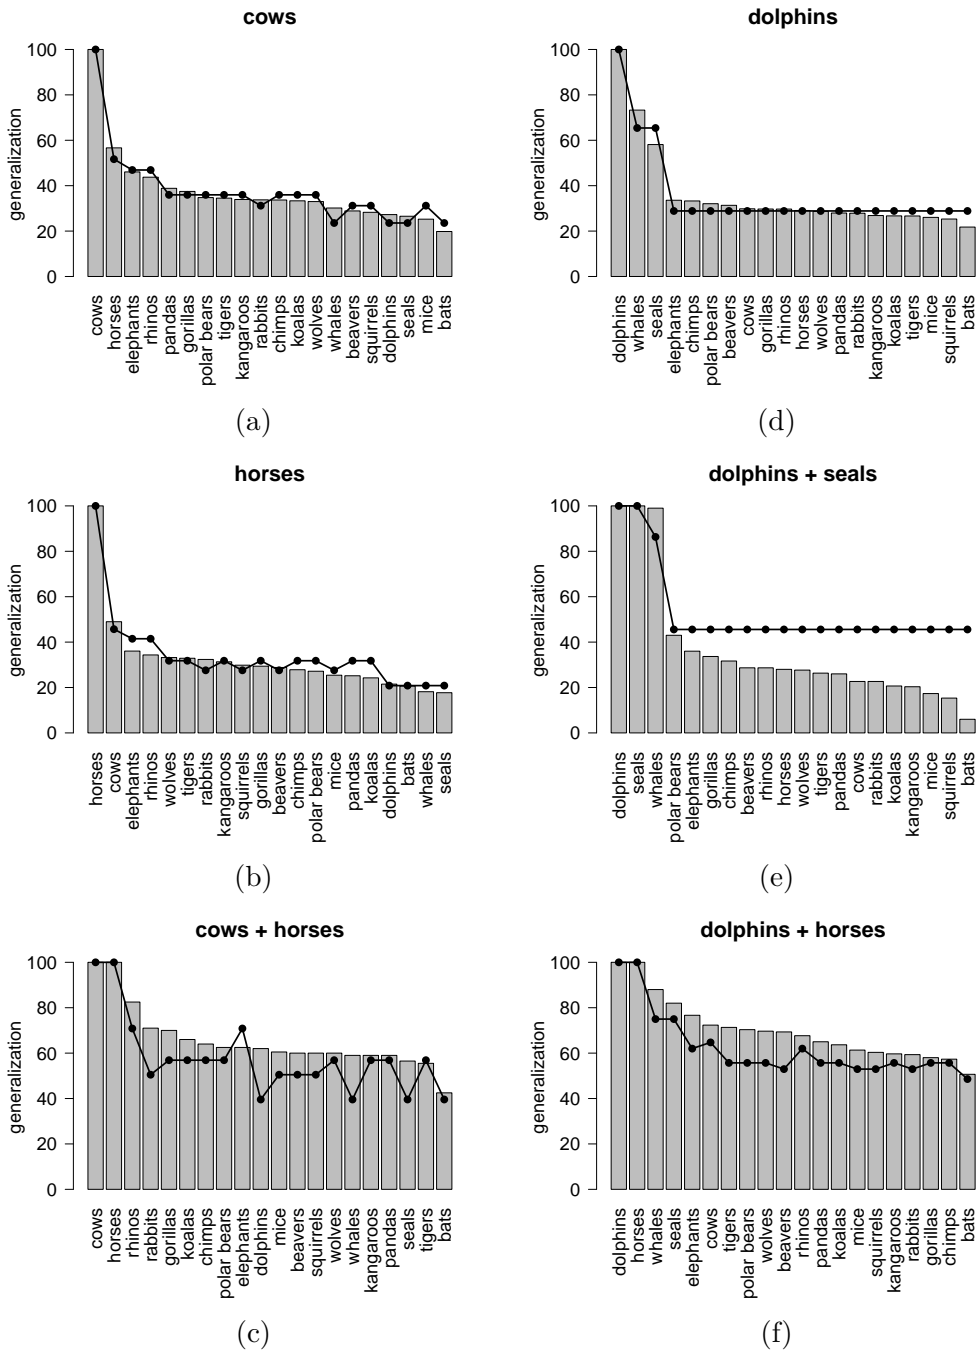 cows
generalization
100
80
60
40
20
0
cows
horses
elephants
rhinos
pandas
gorillas
polar bears
tigers
kangaroos
rabbits
chimps
koalas
wolves
whales
beavers
squirrels
dolphins
seals
mice
bats
(a)
dolphins
generalization
100
80
60
40
20
0
dolphins
whales
seals
elephants
chimps
polar bears
beavers
cows
gorillas
rhinos
horses
wolves
pandas
rabbits
kangaroos
koalas
tigers
mice
squirrels
bats
(d)
horses
generalization
100
80
60
40
20
0
horses
cows
elephants
rhinos
wolves
tigers
rabbits
kangaroos
squirrels
gorillas
beavers
chimps
polar bears
mice
pandas
koalas
dolphins
bats
whales
seals
(b)
dolphins + seals
generalization
100
80
60
40
20
0
dolphins
seals
whales
polar bears
elephants
gorillas
chimps
beavers
rhinos
horses
wolves
tigers
pandas
cows
rabbits
koalas
kangaroos
mice
squirrels
bats
(e)
cows + horses
generalization
100
80
60
40
20
0
cows
horses
rhinos
rabbits
gorillas
koalas
chimps
polar bears
elephants
dolphins
mice
beavers
squirrels
wolves
whales
kangaroos
pandas
seals
tigers
bats
(c)
dolphins + horses
generalization
100
80
60
40
20
0
dolphins
horses
whales
seals
elephants
cows
tigers
polar bears
wolves
beavers
rhinos
pandas
koalas
mice
squirrels
kangaroos
rabbits
gorillas
chimps
bats
(f)